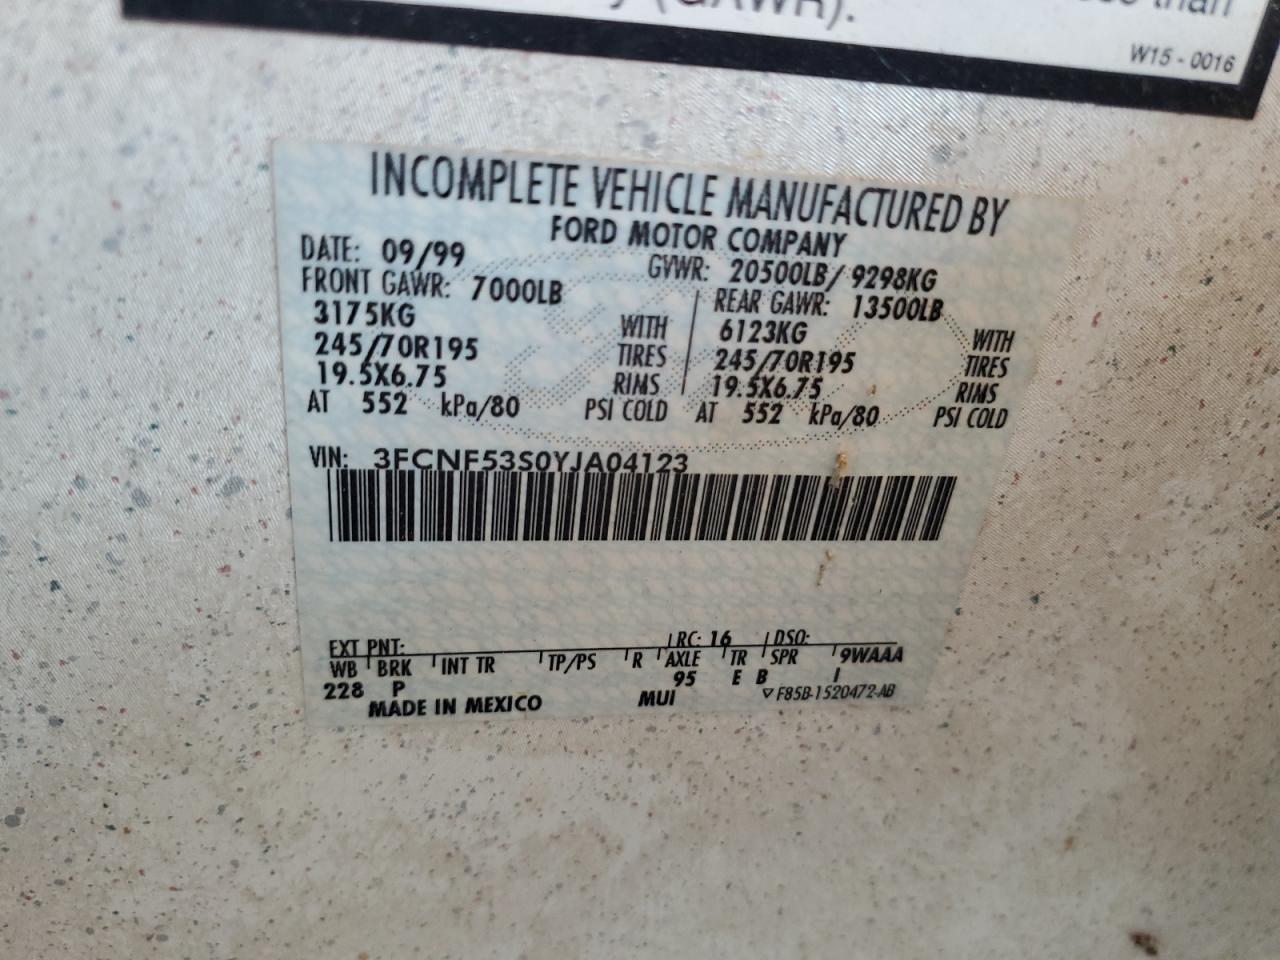 (GAWR).
than
W15 - 0016
INCOMPLETE VEHICLE MANUFACTURED BY
FORD MOTOR COMPANY
DATE: 09/99 GVWR: 20500LB/ 9298KG
FRONT GAWR: 7000LB REAR GAWR: 13500LB
3175KG WITH 6123KG WITH
245/70R195 TIRES 245/70R195 TIRES
19.5X6.75 RIMS 19.5X6.75 RIMS
AT 552 kPa/80 PSI COLD AT 552 kPa/80 PSI COLD
VIN: 3FCNF53S0YJA04123
EXT PNT: RC: 16 DSO:
WB BRK INT TR TP/PS R AXLE TR SPR 9WAAA
228 P 95 E B I
MADE IN MEXICO MUI ▽ F85B-1520472-AB